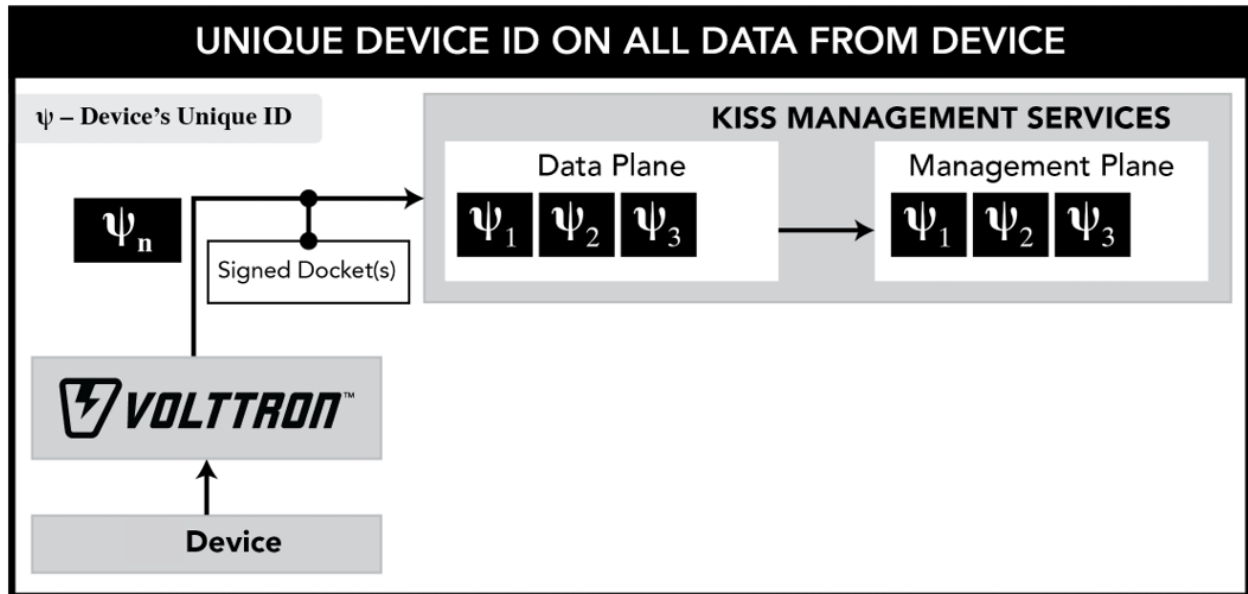 UNIQUE DEVICE ID ON ALL DATA FROM DEVICE
ψ – Device's Unique ID
KISS MANAGEMENT SERVICES
Data Plane
Management Plane
ψn
ψ1 ψ2 ψ3
ψ1 ψ2 ψ3
Signed Docket(s)
VOLTTRON™
Device